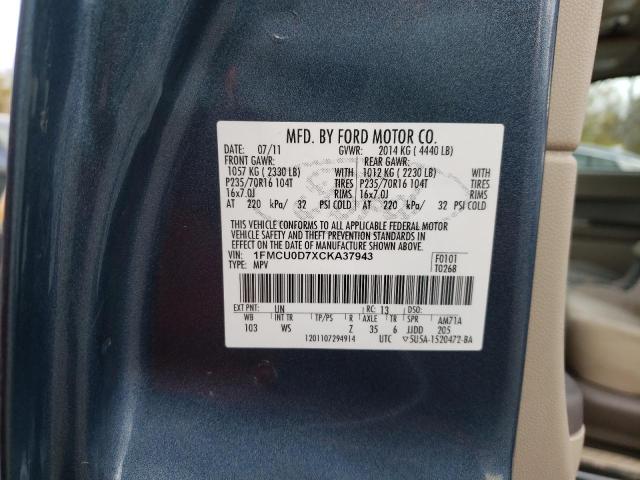 MFD. BY FORD MOTOR CO.
DATE: 07/11 GVWR: 2014 KG ( 4440 LB)
FRONT GAWR: REAR GAWR:
1057 KG ( 2330 LB) 1012 KG ( 2230 LB)
P235/70R16 104T TIRES P235/70R16 104T TIRES
16x7.0J RIMS 16x7.0J RIMS
AT 220 kPa/ 32 PSI COLD AT 220 kPa/ 32 PSI COLD
THIS VEHICLE CONFORMS TO ALL APPLICABLE FEDERAL MOTOR
VEHICLE SAFETY AND THEFT PREVENTION STANDARDS IN
EFFECT ON THE DATE OF MANUFACTURE SHOWN ABOVE.
VIN: 1FMCU0D7XCKA37943 F0101
TYPE: MPV T0268
EXT PNT: UN RC: 13 DSO:
WB INT TR TP/PS R AXLE TR SPR AM71A
103 WS Z 35 6 JJDD 205
1201107294914 UTC ▽5U5A-1520472-BA